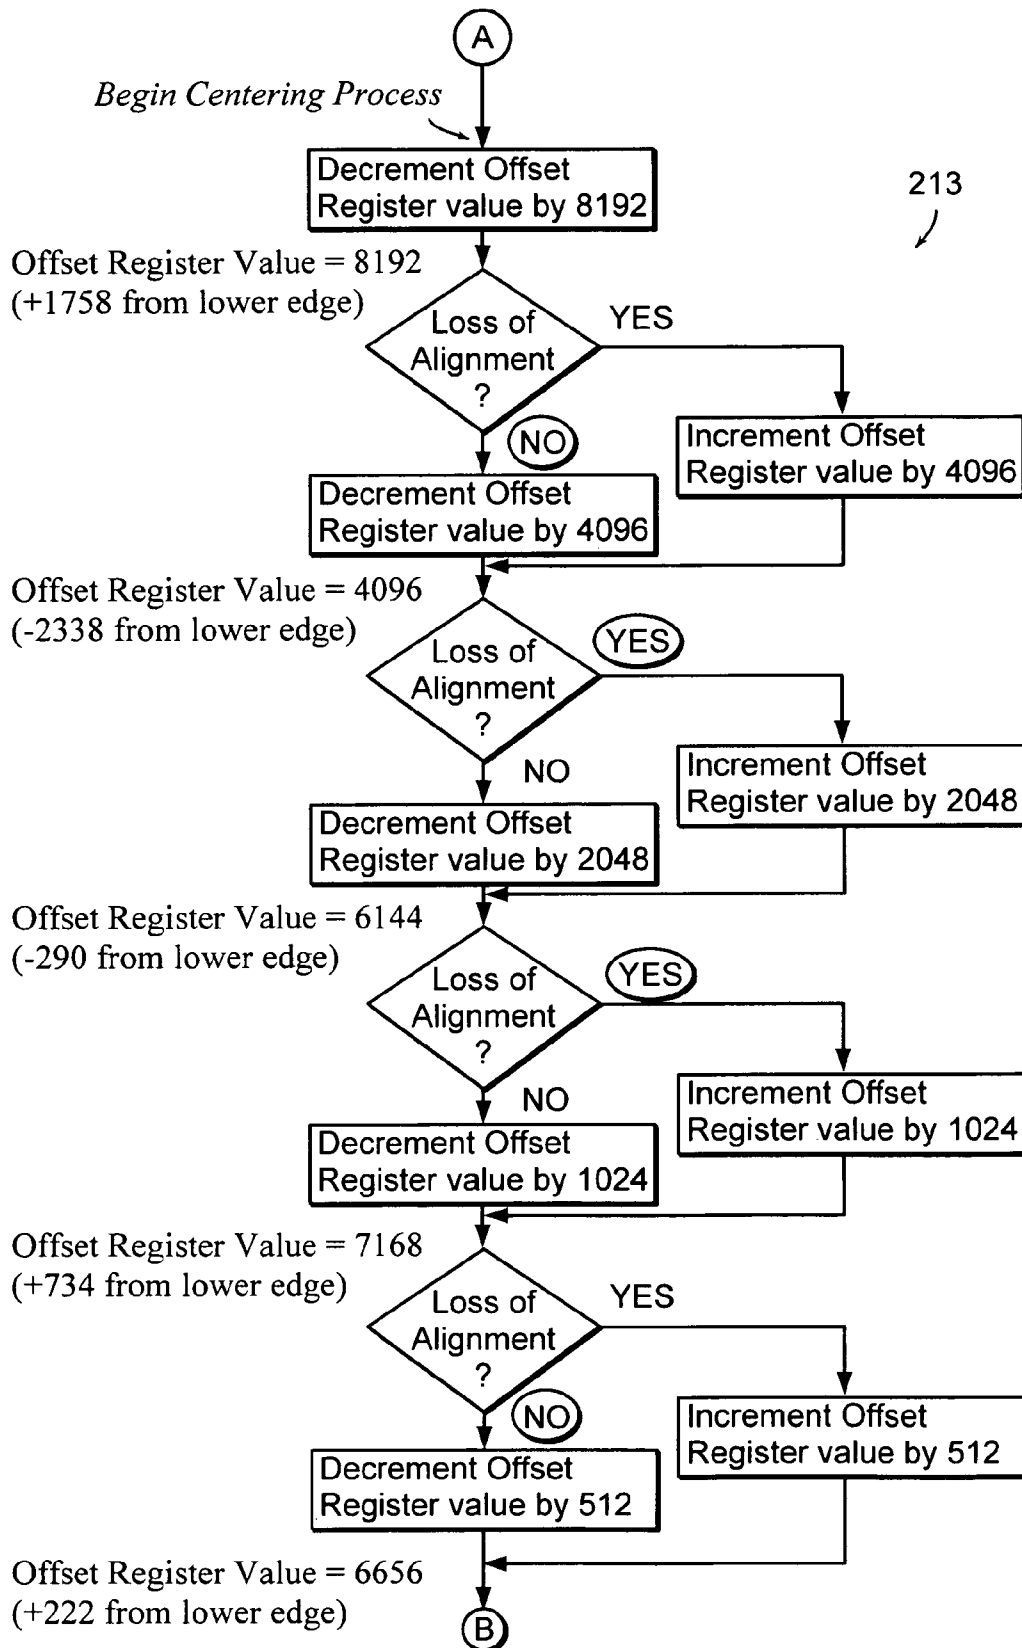 A
Begin Centering Process
Decrement Offset
Register value by 8192
213
Offset Register Value = 8192
(+1758 from lower edge)
Loss of
Alignment
?
YES
NO
Increment Offset
Register value by 4096
Decrement Offset
Register value by 4096
Offset Register Value = 4096
(-2338 from lower edge)
Loss of
Alignment
?
YES
NO
Increment Offset
Register value by 2048
Decrement Offset
Register value by 2048
Offset Register Value = 6144
(-290 from lower edge)
Loss of
Alignment
?
YES
NO
Increment Offset
Register value by 1024
Decrement Offset
Register value by 1024
Offset Register Value = 7168
(+734 from lower edge)
Loss of
Alignment
?
YES
NO
Increment Offset
Register value by 512
Decrement Offset
Register value by 512
Offset Register Value = 6656
(+222 from lower edge)
B